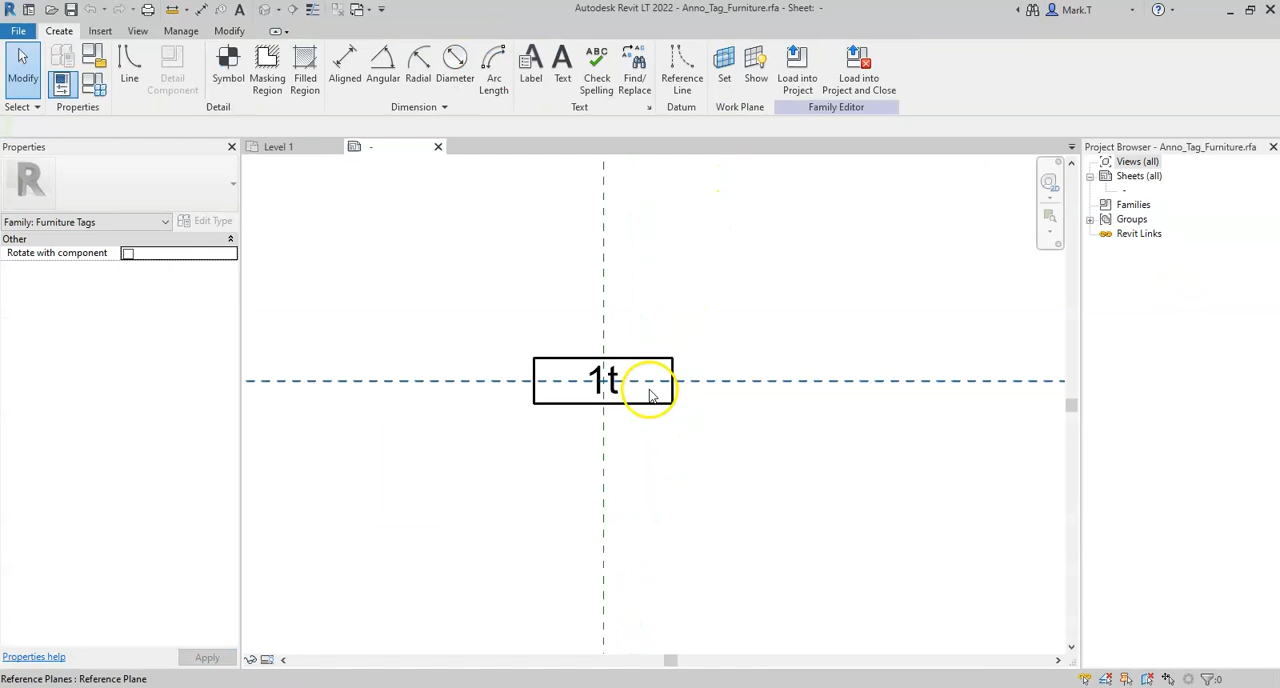 Autodesk Revit LT 2022 - Anno_Tag_Furniture.rfa - Sheet: -
Mark.T
File Create Insert View Manage Modify
Modify
Line
Detail Component
Symbol
Masking Region
Filled Region
Aligned
Angular
Radial
Diameter
Arc Length
Label
Text
ABC
Check Spelling
Find/ Replace
Reference Line
Set
Show
Load into Project
Load into Project and Close
Select
Properties
Detail
Dimension
Text
Datum
Work Plane
Family Editor
Properties
R
Family: Furniture Tags
Edit Type
Other
Rotate with component
Properties help
Apply
Level 1
-
1t
Project Browser - Anno_Tag_Furniture.rfa
Views (all)
Sheets (all)
-
Families
Groups
Revit Links
Reference Planes : Reference Plane
:0